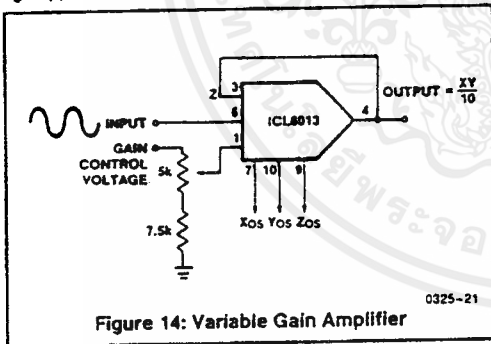 Z 3
ICL8013
4
OUTPUT = XY/10
INPUT
6
GAIN
1
CONTROL
VOLTAGE
5k
7 10 9
7.5k
XOS YOS ZOS
0325-21
Figure 14: Variable Gain Amplifier